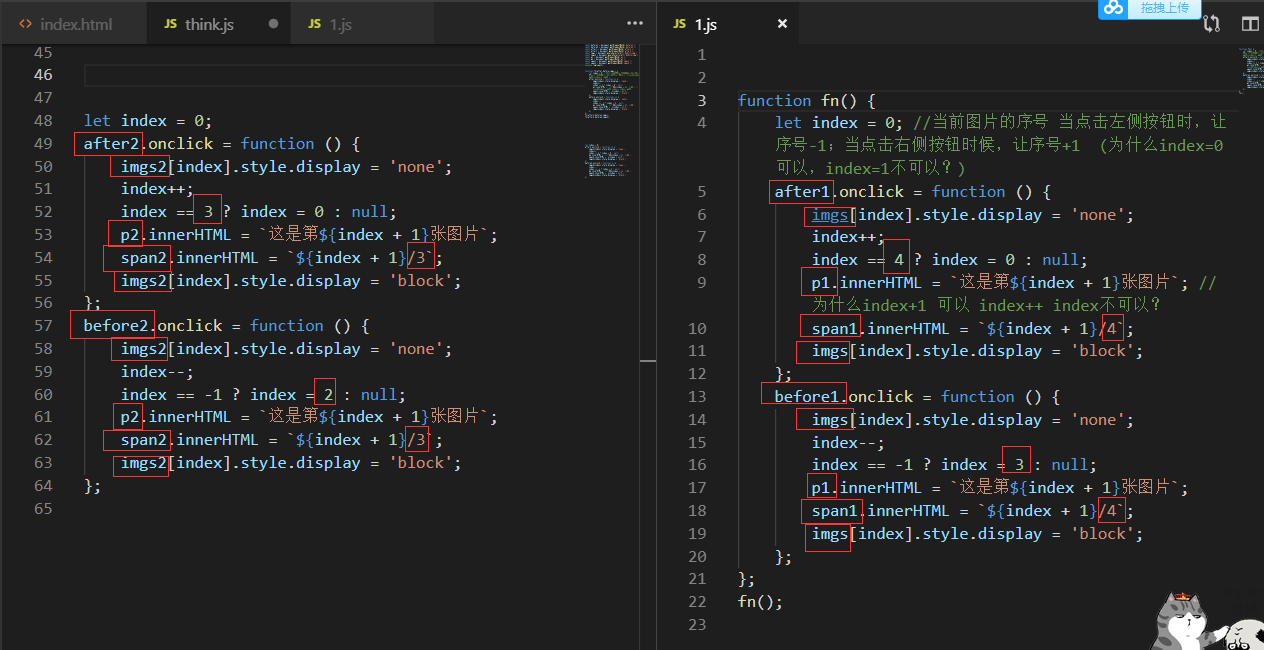 index.html
JS think.js
JS 1.js
45
46
47
48 let index = 0;
49 after2.onclick = function () {
50 imgs2[index].style.display = 'none';
51 index++;
52 index == 3 ? index = 0 : null;
53 p2.innerHTML = `这是第${index + 1}张图片`;
54 span2.innerHTML = `${index + 1}/3`;
55 imgs2[index].style.display = 'block';
56 };
57 before2.onclick = function () {
58 imgs2[index].style.display = 'none';
59 index--;
60 index == -1 ? index = 2 : null;
61 p2.innerHTML = `这是第${index + 1}张图片`;
62 span2.innerHTML = `${index + 1}/3`;
63 imgs2[index].style.display = 'block';
64 };
65
JS 1.js
拖拽上传
1
2
3 function fn() {
4 let index = 0; //当前图片的序号 当点击左侧按钮时，让
序号-1；当点击右侧按钮时候，让序号+1 (为什么index=0
可以，index=1不可以？)
5 after1.onclick = function () {
6 imgs[index].style.display = 'none';
7 index++;
8 index == 4 ? index = 0 : null;
9 p1.innerHTML = `这是第${index + 1}张图片`; //
为什么index+1 可以 index++ index不可以？
10 span1.innerHTML = `${index + 1}/4`;
11 imgs[index].style.display = 'block';
12 };
13 before1.onclick = function () {
14 imgs[index].style.display = 'none';
15 index--;
16 index == -1 ? index = 3 : null;
17 p1.innerHTML = `这是第${index + 1}张图片`;
18 span1.innerHTML = `${index + 1}/4`;
19 imgs[index].style.display = 'block';
20 };
21 };
22 fn();
23